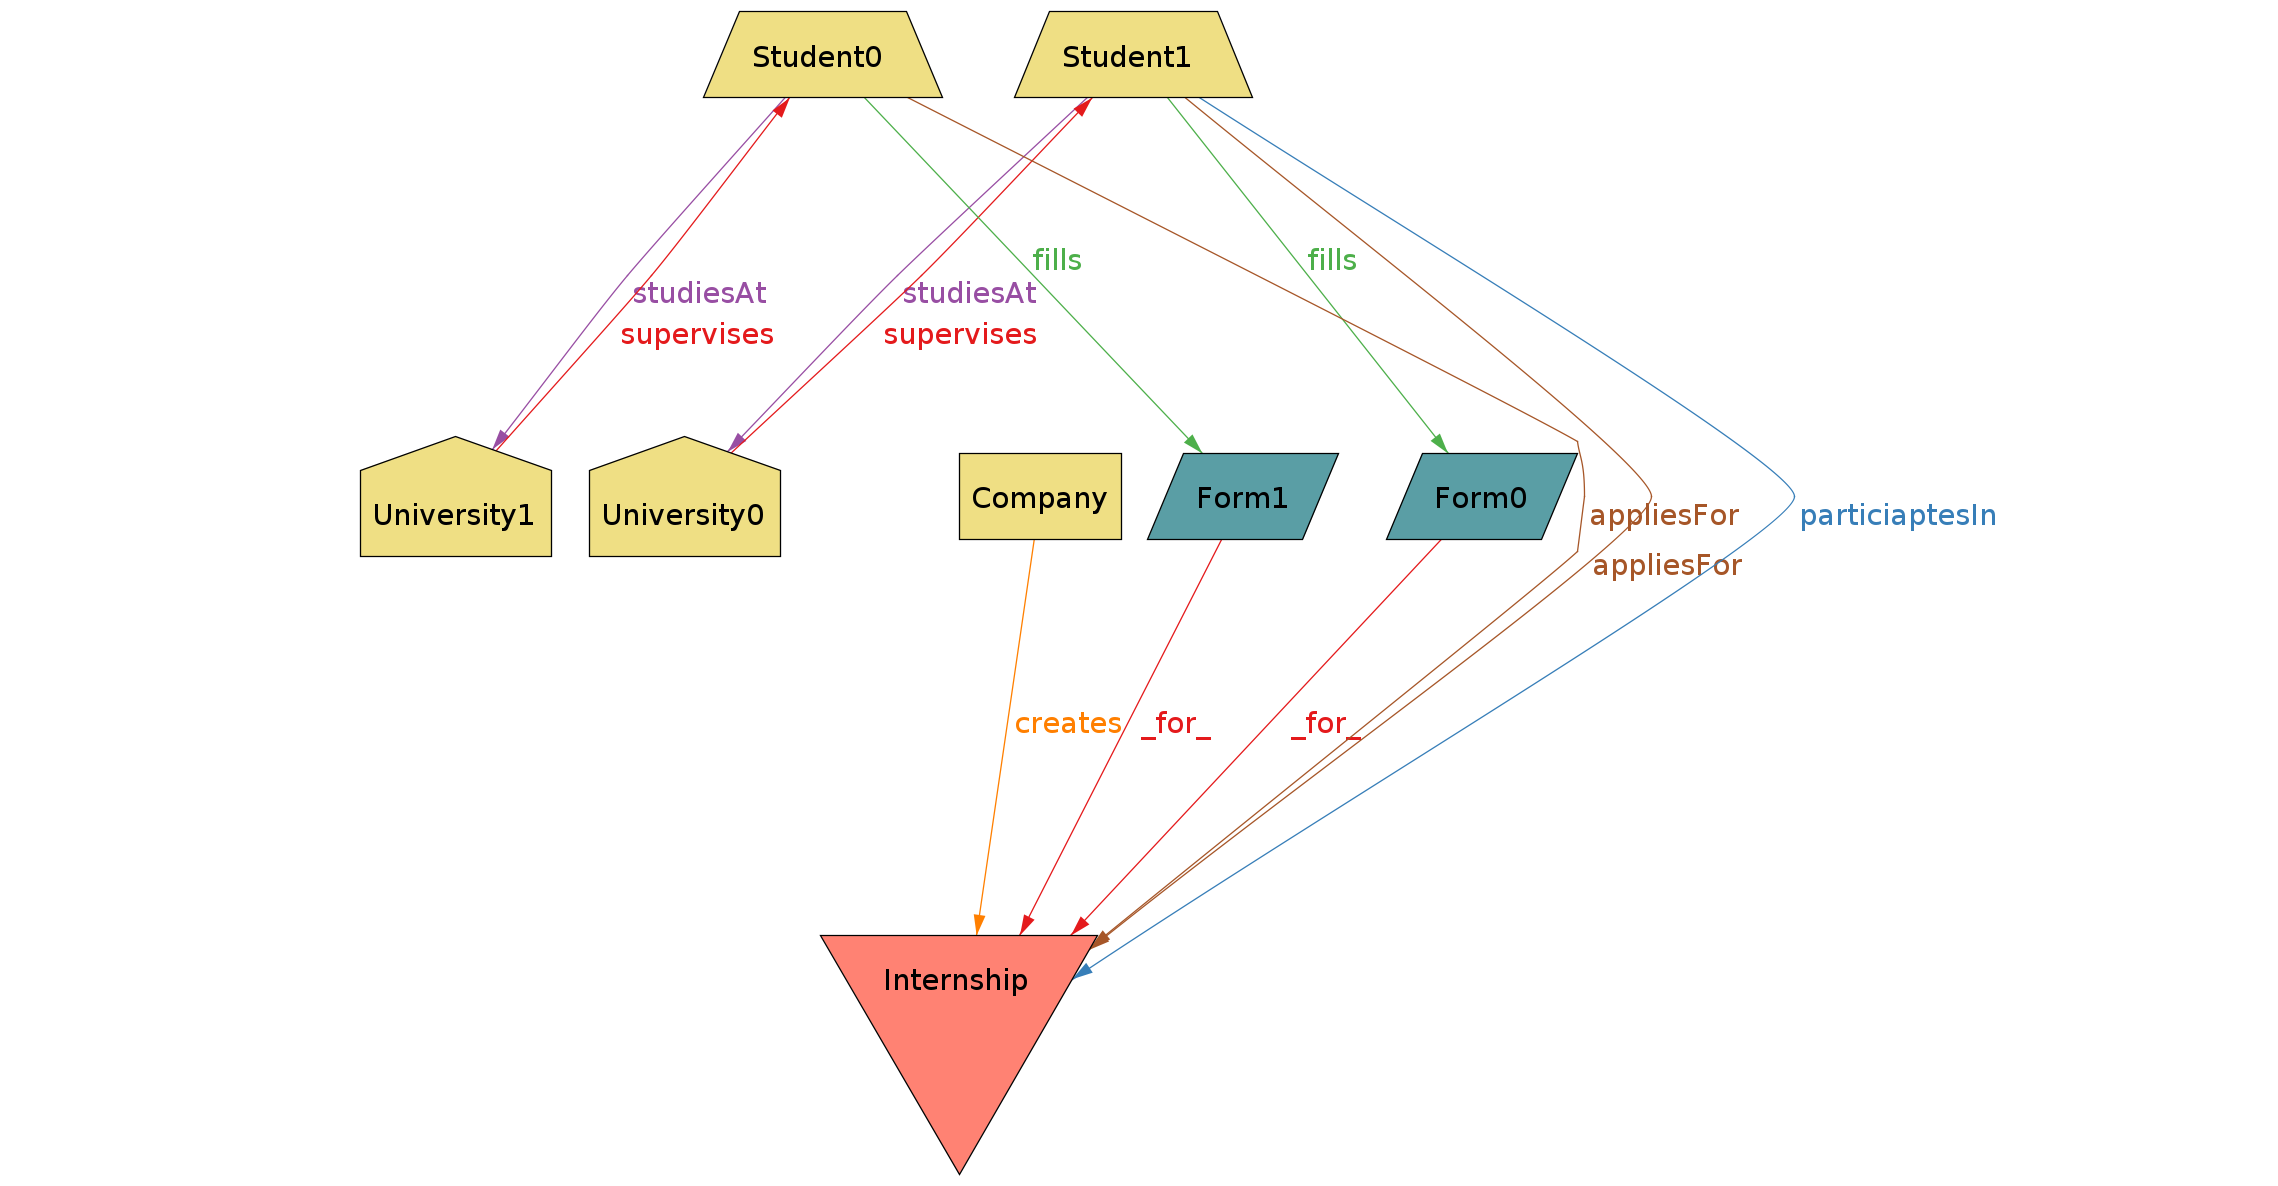 Student0
Student1
fills
fills
studiesAt
studiesAt
supervises
supervises
University1
University0
Company
Form1
Form0
appliesFor
particiaptesIn
appliesFor
creates
_for_
_for_
Internship